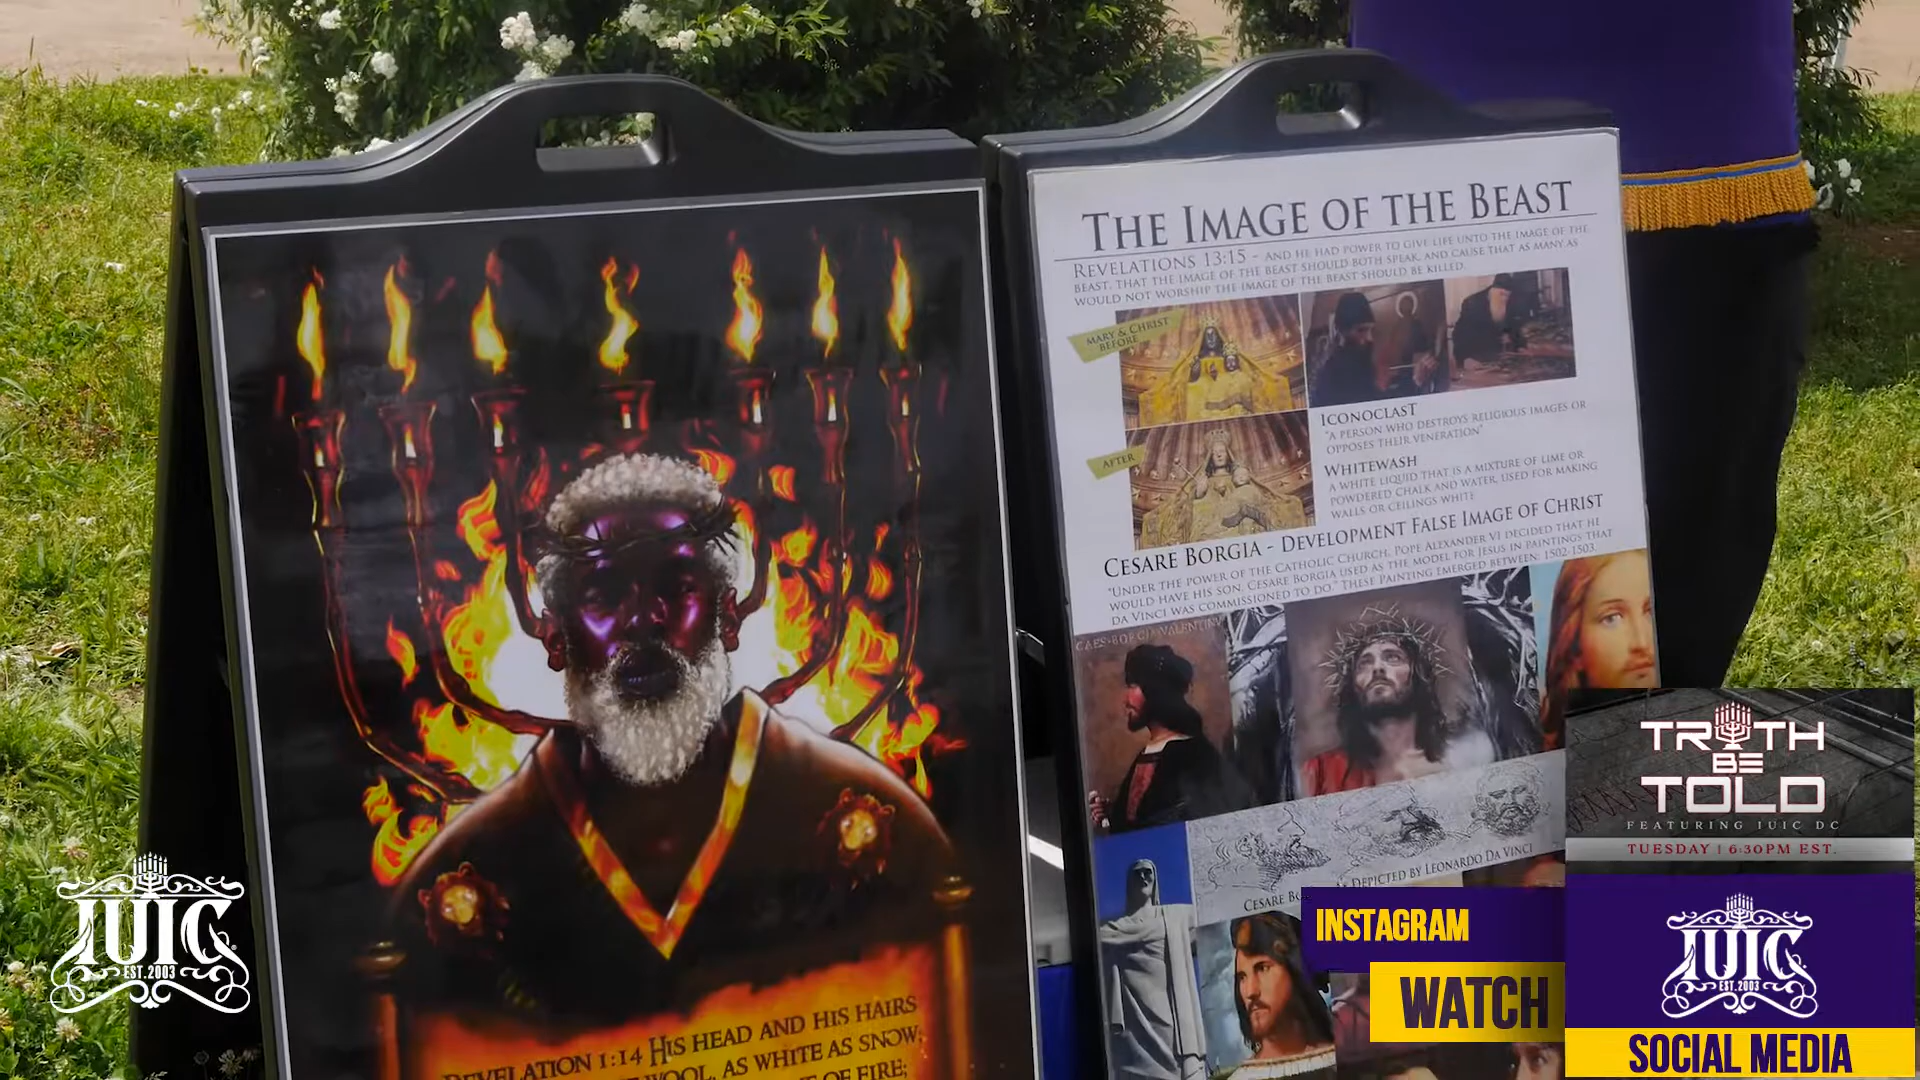 THE IMAGE OF THE BEAST
REVELATIONS 13:15 - AND HE HAD POWER TO GIVE LIFE UNTO THE IMAGE OF THE
BEAST, THAT THE IMAGE OF THE BEAST SHOULD BOTH SPEAK, AND CAUSE THAT AS MANY AS
WOULD NOT WORSHIP THE IMAGE OF THE BEAST SHOULD BE KILLED.
MARY & CHRIST
BEFORE
AFTER
ICONOCLAST
"A PERSON WHO DESTROYS RELIGIOUS IMAGES OR
OPPOSES THEIR VENERATION"
WHITEWASH
A WHITE LIQUID THAT IS A MIXTURE OF LIME OR
POWDERED CHALK AND WATER, USED FOR MAKING
WALLS OR CEILINGS WHITE
CESARE BORGIA - DEVELOPMENT FALSE IMAGE OF CHRIST
"UNDER THE POWER OF THE CATHOLIC CHURCH, POPE ALEXANDER VI DECIDED THAT HE
WOULD HAVE HIS SON, CESARE BORGIA USED AS THE MODEL FOR JESUS IN PAINTINGS THAT
DA VINCI WAS COMMISSIONED TO DO." THESE PAINTING EMERGED BETWEEN: 1502-1503.
DEPICTED BY LEONARDO DA VINCI
CESARE
REVELATION 1:14 HIS HEAD AND HIS HAIRS
WOOL, AS WHITE AS SNOW;
OF FIRE;
IUIC
EST. 2003
TRUTH
BE
TOLD
FEATURING IUIC DC
TUESDAY | 6:30PM EST.
INSTAGRAM
WATCH
IUIC
EST. 2003
SOCIAL MEDIA